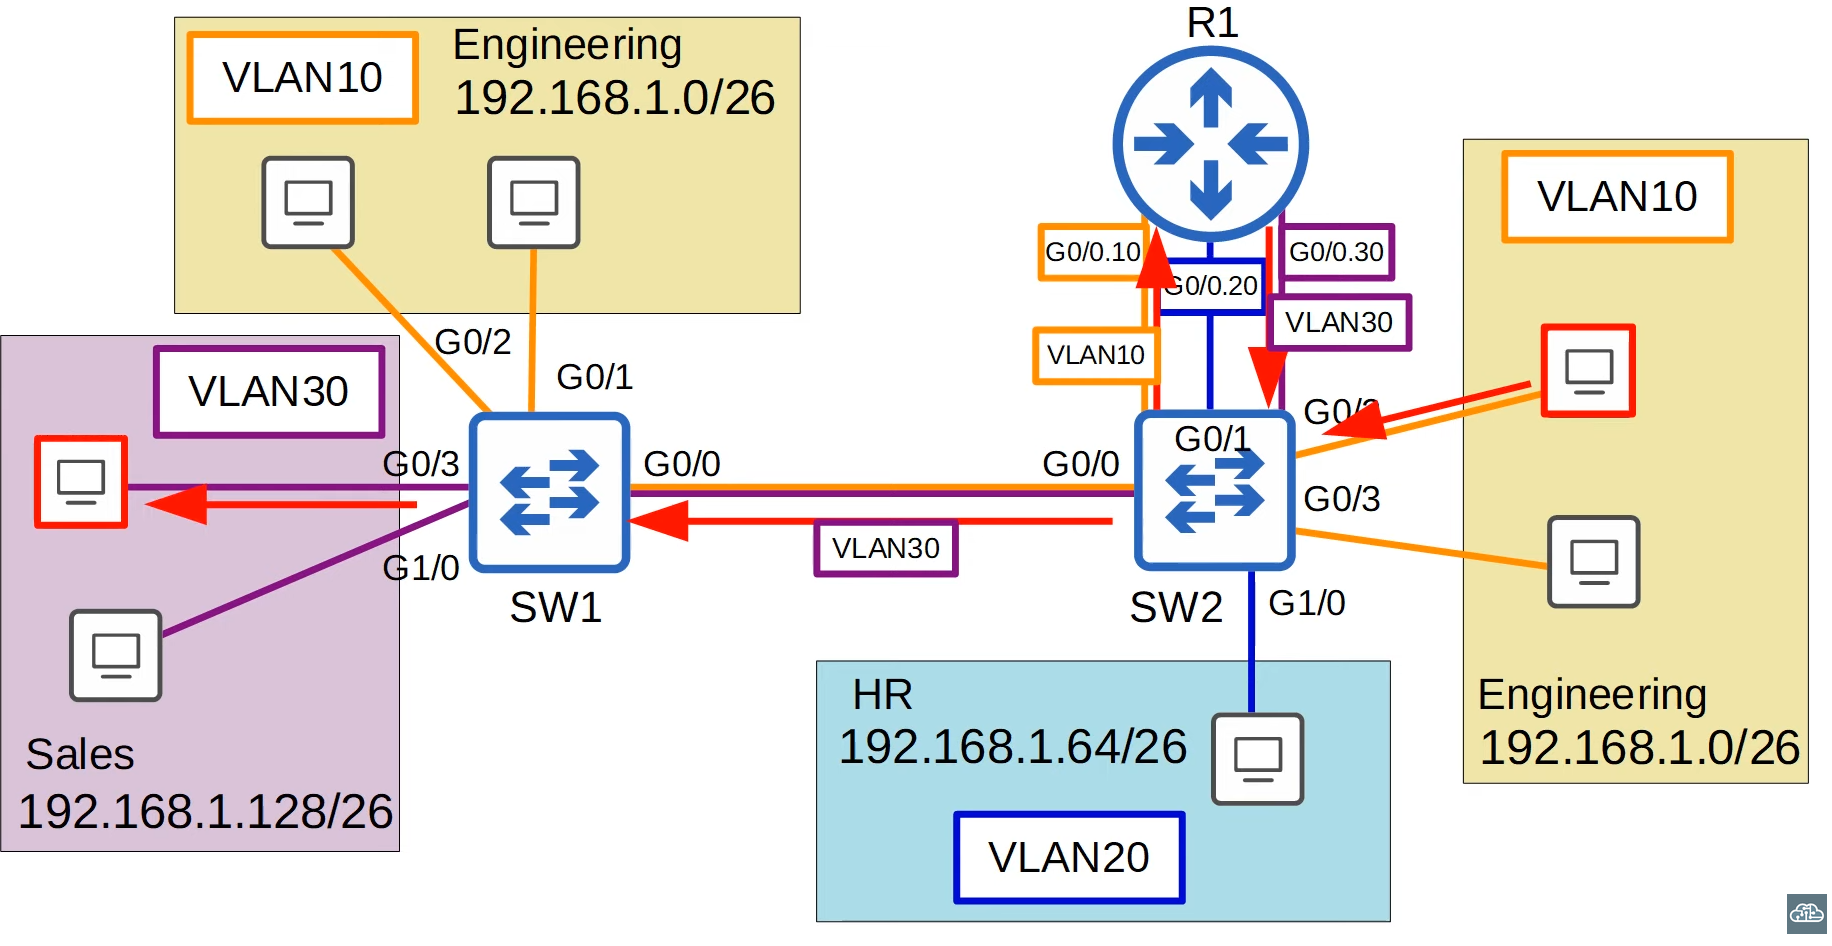 R1
VLAN10
Engineering
192.168.1.0/26
VLAN10
G0/0.10
G0/0.20
G0/0.30
VLAN30
VLAN10
G0/2
G0/1
VLAN30
G0/3
G0/0
G0/0
G0/1
G0/3
G1/0
VLAN30
SW1
SW2
G1/0
HR
192.168.1.64/26
VLAN20
Sales
192.168.1.128/26
Engineering
192.168.1.0/26